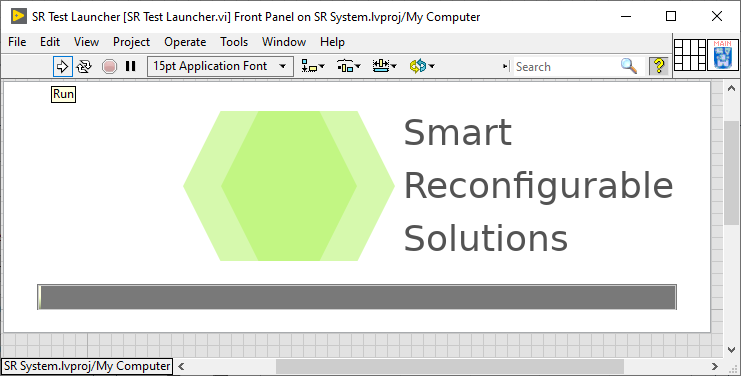 SR Test Launcher [SR Test Launcher.vi] Front Panel on SR System.lvproj/My Computer
File Edit View Project Operate Tools Window Help
15pt Application Font Search ? MAIN
Run
Smart
Reconfigurable
Solutions
SR System.lvproj/My Computer